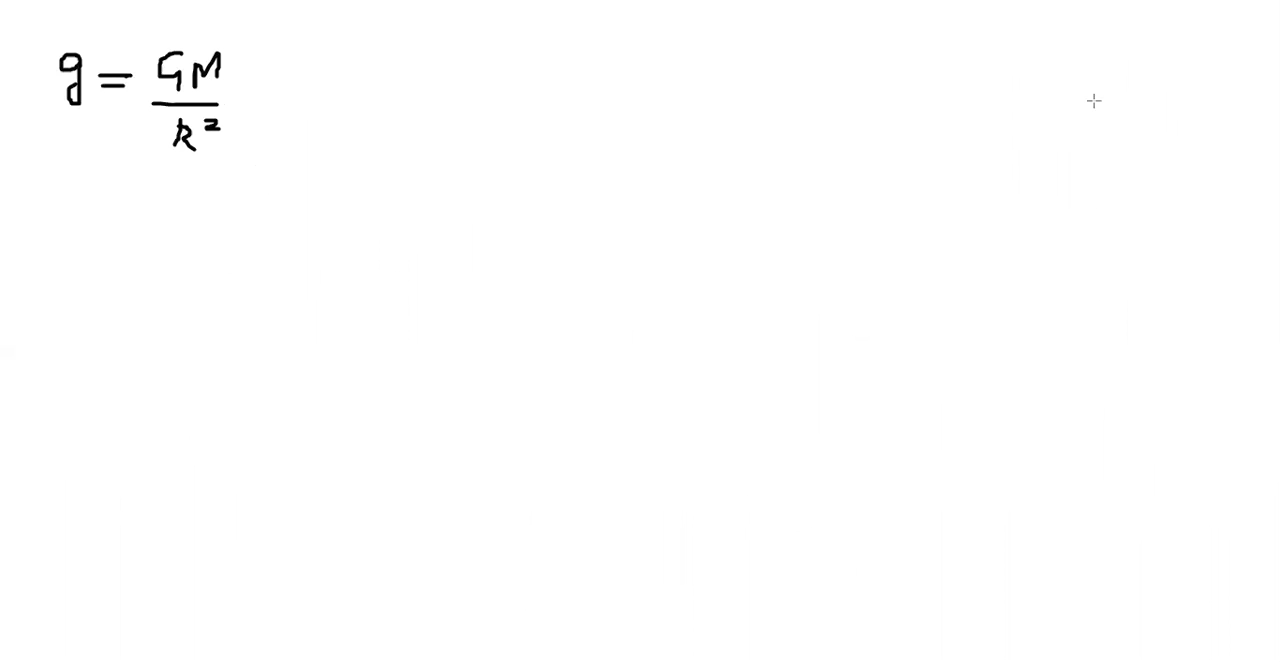 g = GM/R²